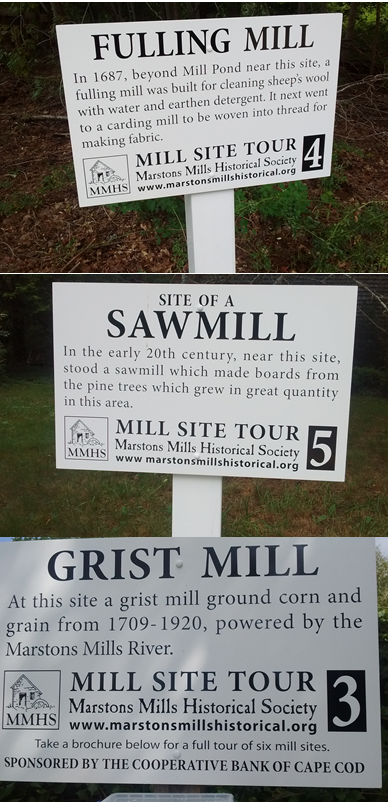 FULLING MILL
In 1687, beyond Mill Pond near this site, a
fulling mill was built for cleaning sheep's wool
with water and earthen detergent. It next went
to a carding mill to be woven into thread for
making fabric.
MMHS
MILL SITE TOUR
Marstons Mills Historical Society
www.marstonsmillshistorical.org
4
SITE OF A
SAWMILL
In the early 20th century, near this site,
stood a sawmill which made boards from
the pine trees which grew in great quantity
in this area.
MMHS
MILL SITE TOUR
Marstons Mills Historical Society
www.marstonsmillshistorical.org
5
GRIST MILL
At this site a grist mill ground corn and
grain from 1709-1920, powered by the
Marstons Mills River.
MMHS
MILL SITE TOUR
Marstons Mills Historical Society
www.marstonsmillshistorical.org
3
Take a brochure below for a full tour of six mill sites.
SPONSORED BY THE COOPERATIVE BANK OF CAPE COD